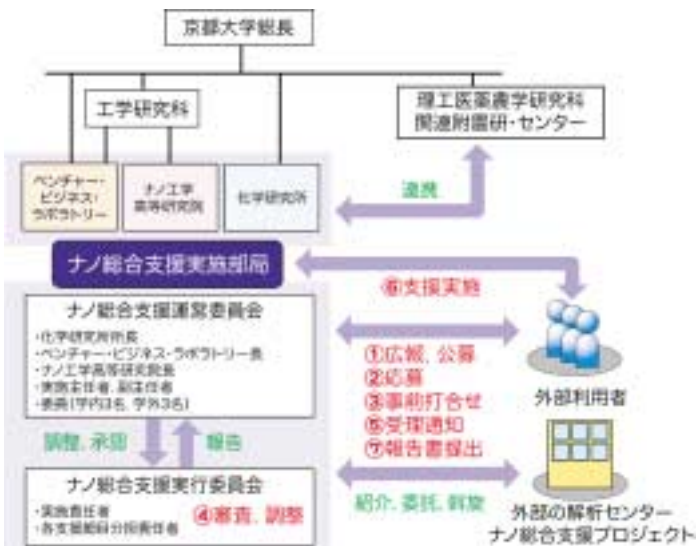 京都大学総長
工学研究科
理工医薬農学研究科
関連附置研・センター
ベンチャー・
ビジネス・
ラボラトリー
ナノ工学
高等研究院
化学研究所
連携
ナノ総合支援実施部局
⑥支援実施
ナノ総合支援運営委員会
・化学研究所所長
・ベンチャー・ビジネス・ラボラトリー長
・ナノ工学高等研究院長
・実施主任者、副主任者
・委員(学内3名、学外3名)
①広報、公募
②応募
③事前打合せ
⑤受理通知
⑦報告書提出
外部利用者
調整、承認
報告
ナノ総合支援実行委員会
・実施責任者
・各支援細目分担責任者
④審査、調整
紹介、委託、斡旋
外部の解析センター
ナノ総合支援プロジェクト